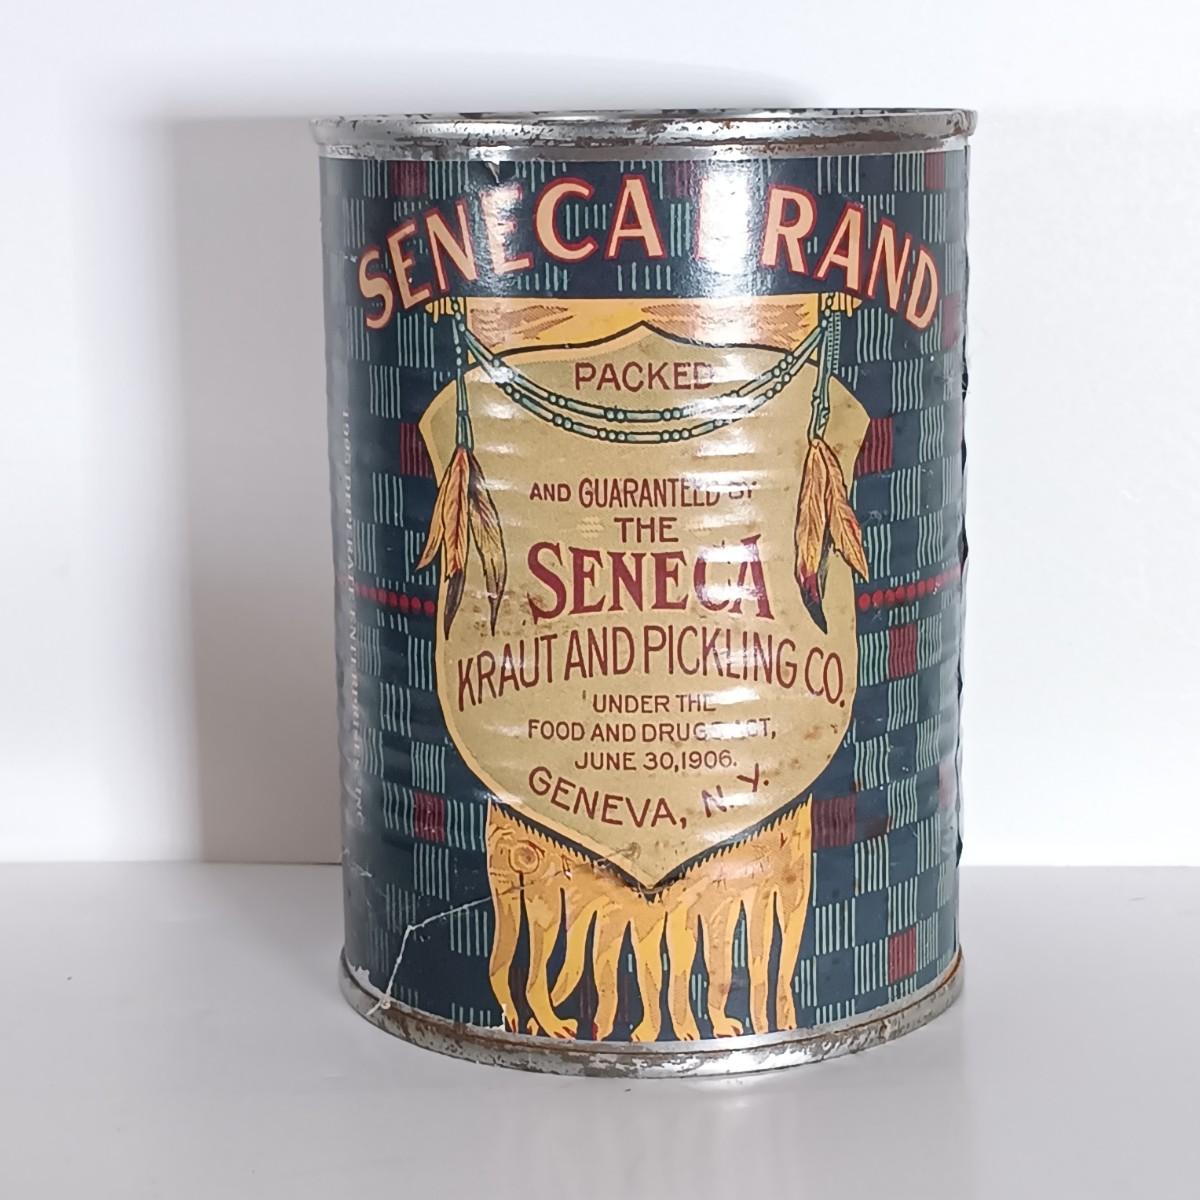 SENECA BRAND
PACKED
AND GUARANTEED BY
THE
SENECA
KRAUT AND PICKLING CO.
UNDER THE
FOOD AND DRUGS ACT,
JUNE 30, 1906.
GENEVA, N.Y.